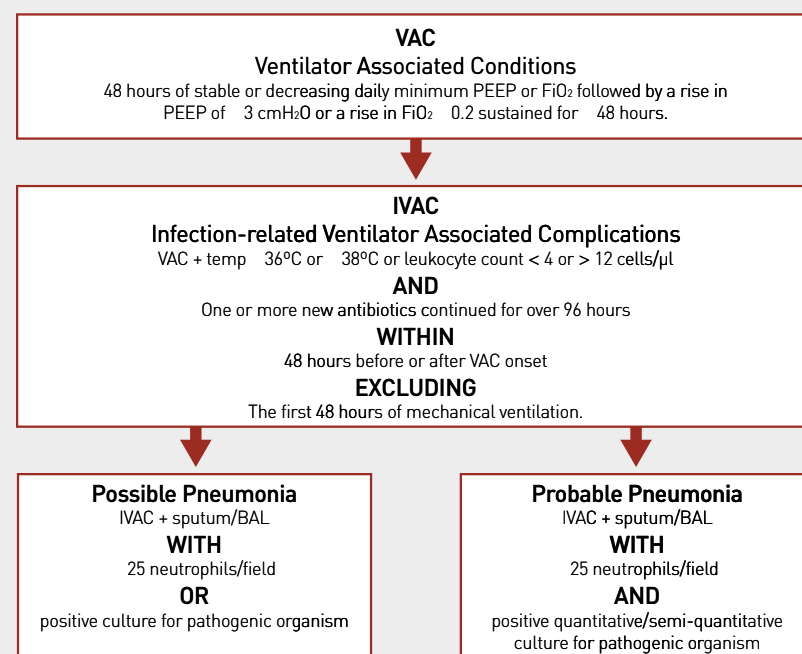 VAC
Ventilator Associated Conditions
48 hours of stable or decreasing daily minimum PEEP or FiO₂ followed by a rise in
PEEP of 3 cmH₂O or a rise in FiO₂ 0.2 sustained for 48 hours.
IVAC
Infection-related Ventilator Associated Complications
VAC + temp 36ºC or 38ºC or leukocyte count < 4 or > 12 cells/µl
AND
One or more new antibiotics continued for over 96 hours
WITHIN
48 hours before or after VAC onset
EXCLUDING
The first 48 hours of mechanical ventilation.
Possible Pneumonia
IVAC + sputum/BAL
WITH
25 neutrophils/field
OR
positive culture for pathogenic organism
Probable Pneumonia
IVAC + sputum/BAL
WITH
25 neutrophils/field
AND
positive quantitative/semi-quantitative
culture for pathogenic organism